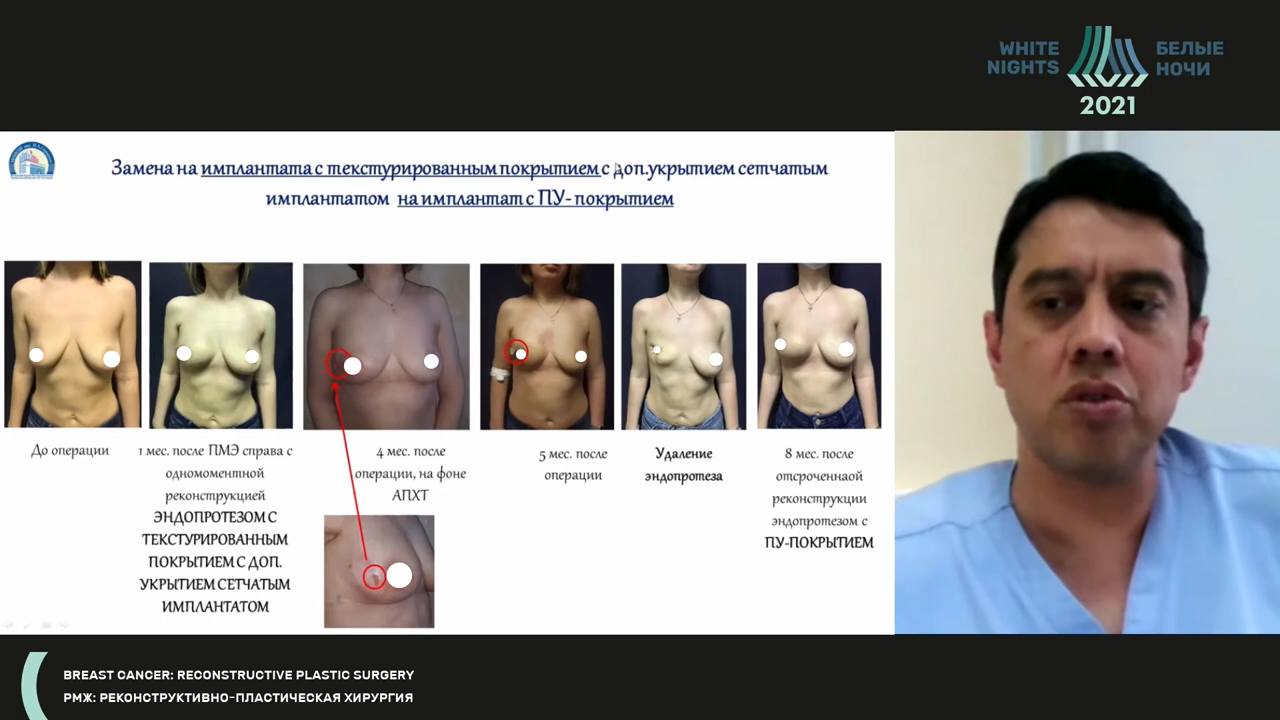 WHITE
NIGHTS
БЕЛЫЕ
НОЧИ
2021
Замена на имплантата с текстурированным покрытием с доп.укрытием сетчатым
имплантатом на имплантат с ПУ- покрытием
До операции
1 мес. после ПМЭ справа с
одномоментной
реконструкцией
ЭНДОПРОТЕЗОМ С
ТЕКСТУРИРОВАННЫМ
ПОКРЫТИЕМ С ДОП.
УКРЫТИЕМ СЕТЧАТЫМ
ИМПЛАНТАТОМ
4 мес. после
операции, на фоне
АПХТ
5 мес. после
операции
Удаление
эндопротеза
8 мес. после
отсроченнаой
реконструкции
эндопротезом с
ПУ-ПОКРЫТИЕМ
BREAST CANCER: RECONSTRUCTIVE PLASTIC SURGERY
РМЖ: РЕКОНСТРУКТИВНО-ПЛАСТИЧЕСКАЯ ХИРУРГИЯ